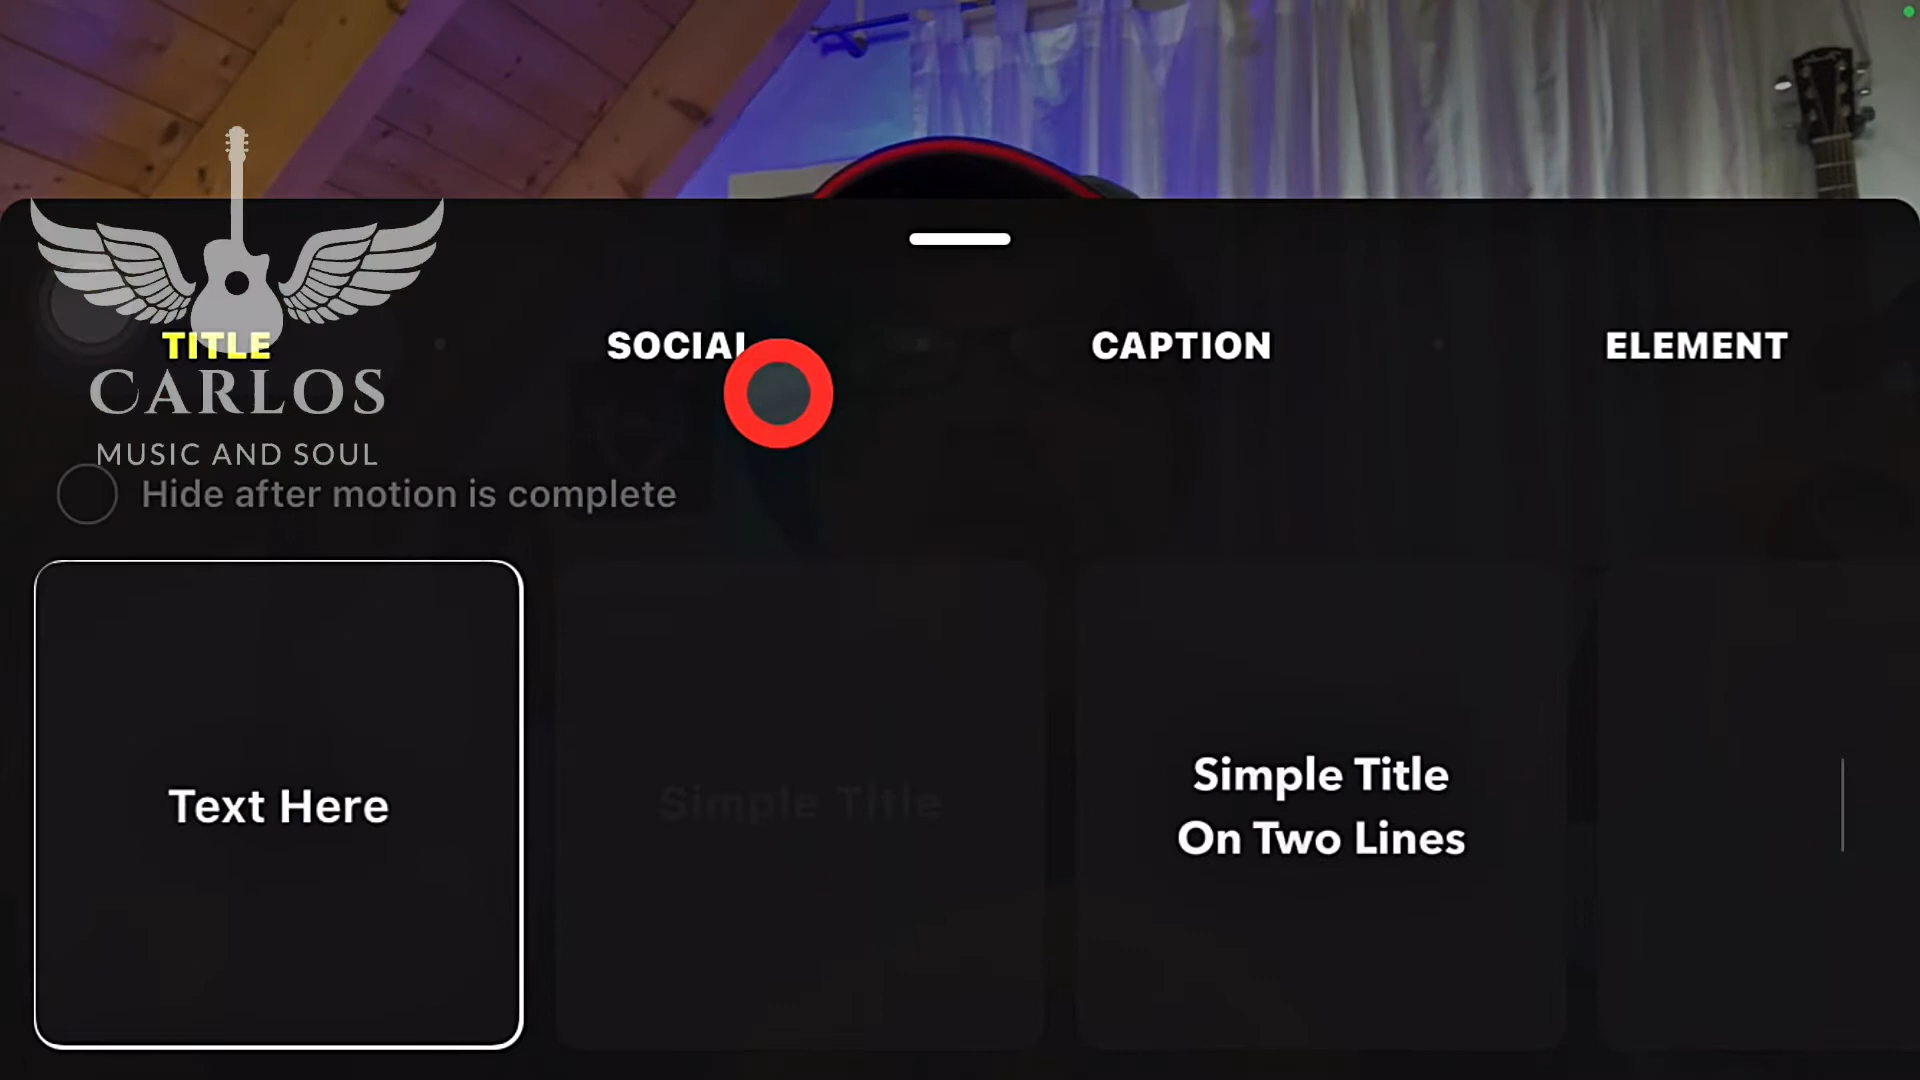 TITLE
SOCIAL
CAPTION
ELEMENT
CARLOS
MUSIC AND SOUL
Hide after motion is complete
Text Here
Simple Title
Simple Title
On Two Lines